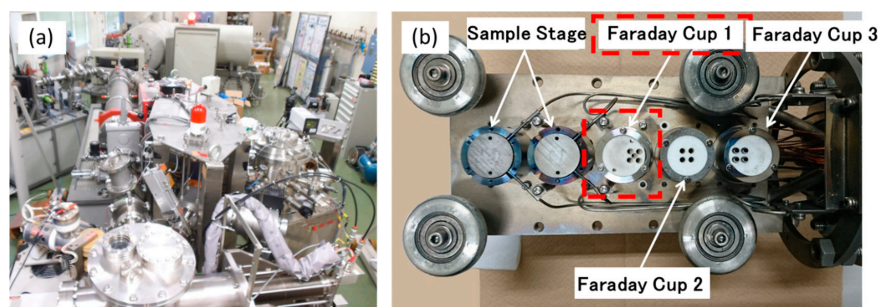 (a)
(b)
Sample Stage
Faraday Cup 1
Faraday Cup 3
Faraday Cup 2